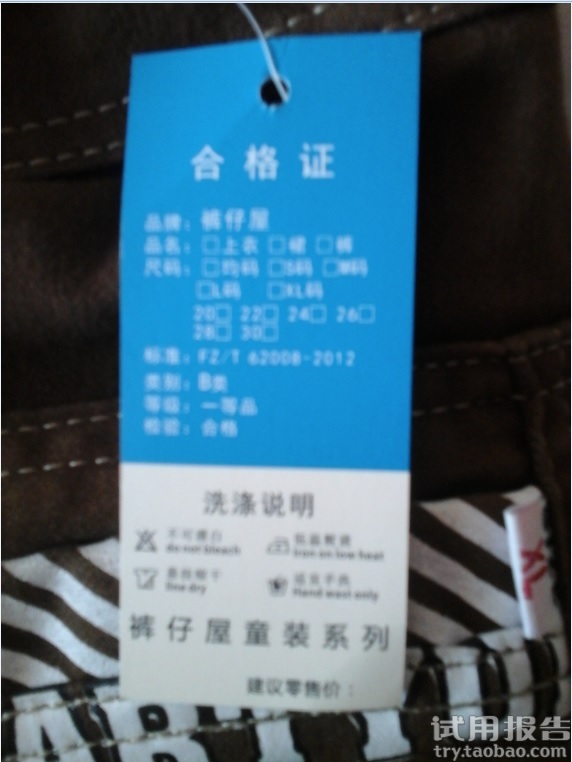 合格证
品牌：裤仔屋
品名：□上衣 □裙 □裤
尺码：□均码 □S码 □M码
□L码 □XL码
20□ 22□ 24□ 26□
28□ 30□
标准：FZ/T 62008-2012
类别：B类
等级：一等品
检验：合格
洗涤说明
不可漂白
do not bleach
低温熨烫
Iron on low heat
悬挂晾干
line dry
适宜手洗
Hand wast only
裤仔屋童装系列
建议零售价：
XL
试用报告
try.taobao.com